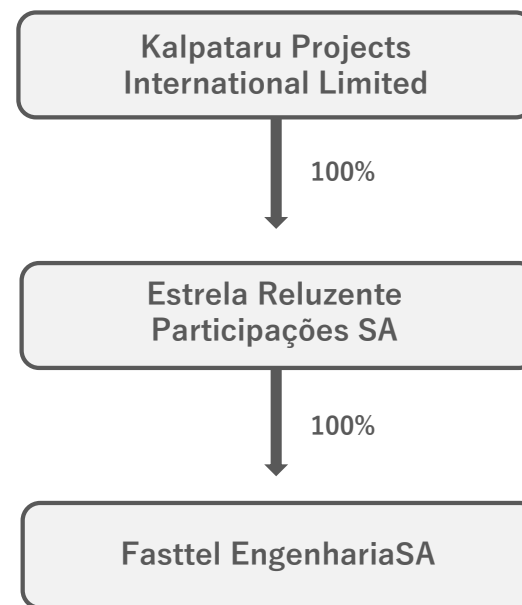 Kalpataru Projects
International Limited
100%
Estrela Reluzente
Participações SA
100%
Fasttel EngenhariaSA